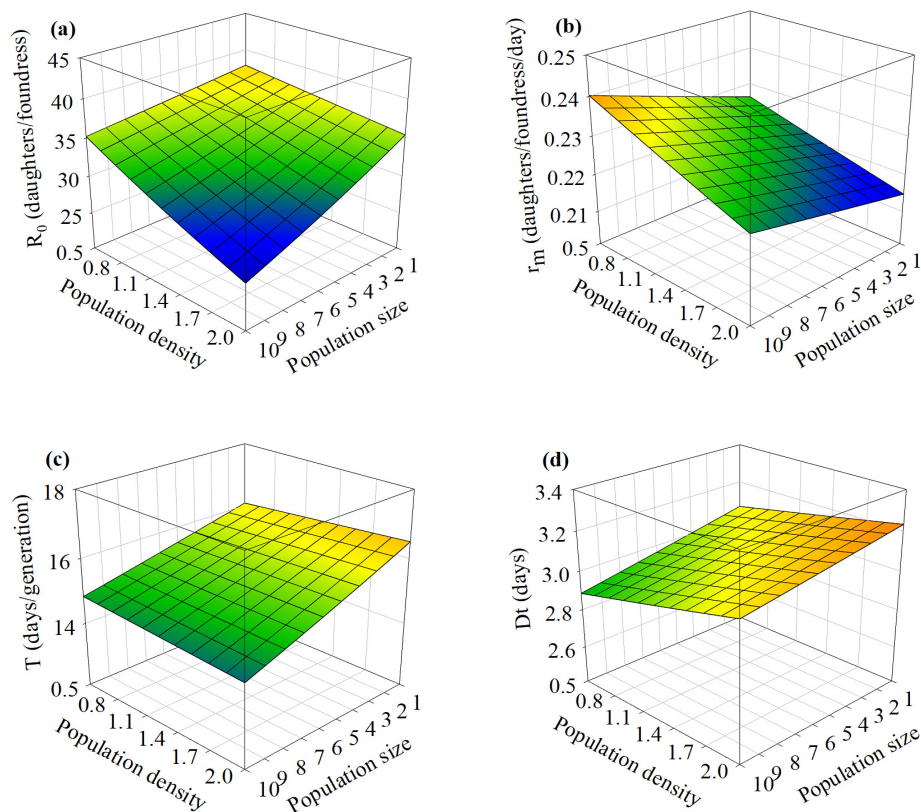 (a)
R0 (daughters/foundress)
45
40
35
30
25
0.5
0.8
1.1
1.4
1.7
2.0
Population density
10 9 8 7 6 5 4 3 2 1
Population size
(b)
rm (daughters/foundress/day)
0.25
0.24
0.23
0.22
0.21
0.5
0.8
1.1
1.4
1.7
2.0
Population density
10 9 8 7 6 5 4 3 2 1
Population size
(c)
T (days/generation)
18
16
14
0.5
0.8
1.1
1.4
1.7
2.0
Population density
10 9 8 7 6 5 4 3 2 1
Population size
(d)
Dt (days)
3.4
3.2
3.0
2.8
2.6
0.5
0.8
1.1
1.4
1.7
2.0
Population density
10 9 8 7 6 5 4 3 2 1
Population size